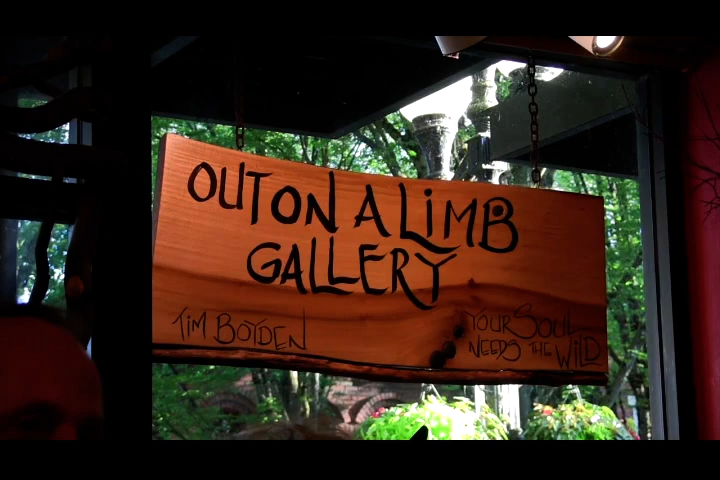 OUT ON A LiMB
GALLERY
TiM BOYDEN
YOUR SOUL
NEEDS THE WiLD